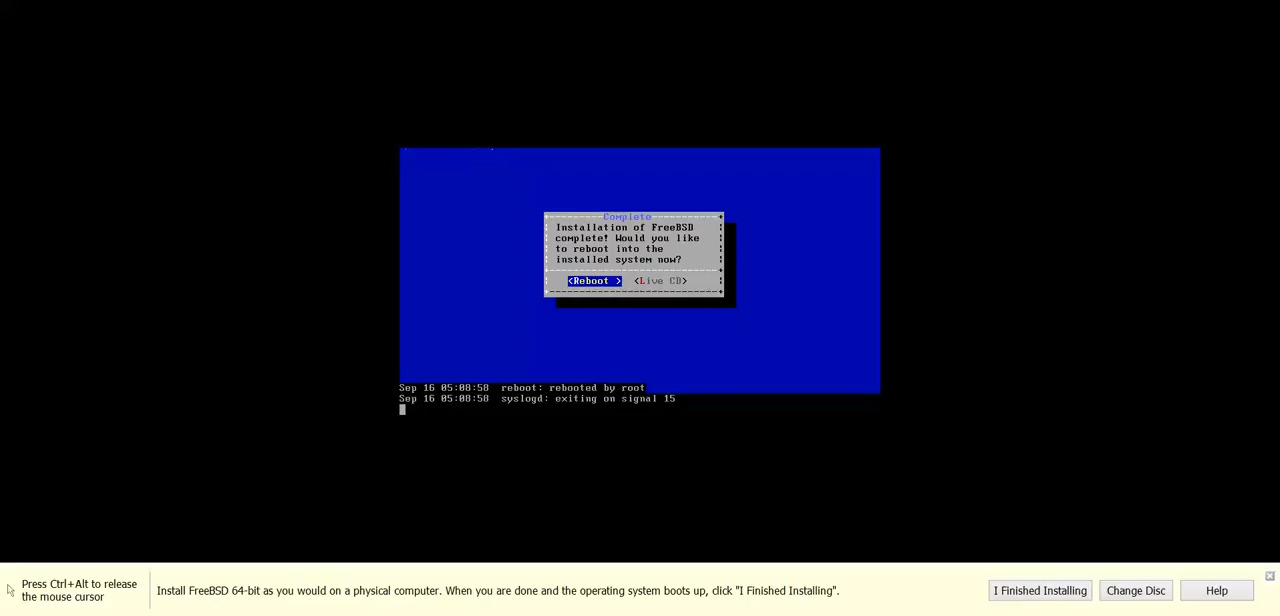 Complete
Installation of FreeBSD
complete! Would you like
to reboot into the
installed system now?
<Reboot > <Live CD>
Sep 16 05:08:58 reboot: rebooted by root
Sep 16 05:08:58 syslogd: exiting on signal 15
Press Ctrl+Alt to release
the mouse cursor
Install FreeBSD 64-bit as you would on a physical computer. When you are done and the operating system boots up, click "I Finished Installing".
I Finished Installing
Change Disc
Help